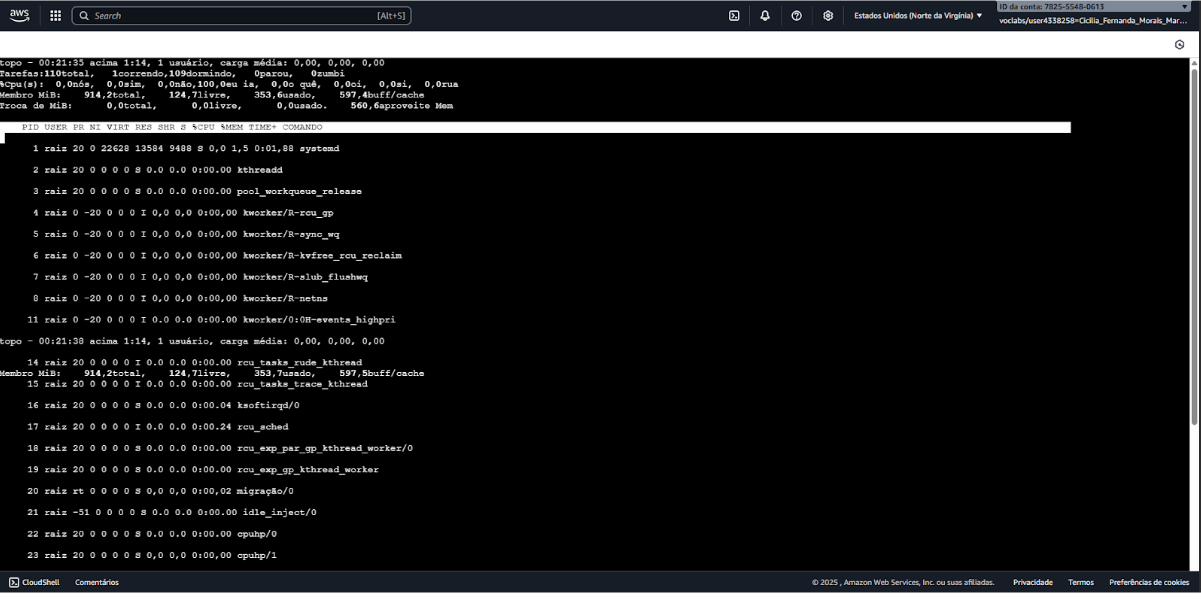 aws
Search [Alt+S]
Estados Unidos (Norte da Virgínia)
ID da conta: 7825-5548-0613
voclabs/user4338258=Cicilia_Fernanda_Morais_Mar...
topo - 00:21:35 acima 1:14, 1 usuário, carga média: 0,00, 0,00, 0,00
Tarefas:110total, 1correndo,109dormindo, 0parou, 0zumbi
%Cpu(s): 0,0nós, 0,0sim, 0,0não,100,0eu ia, 0,0o quê, 0,0oi, 0,0si, 0,0rua
Membro MiB: 914,2total, 124,7livre, 353,6usado, 597,4buff/cache
Troca de MiB: 0,0total, 0,0livre, 0,0usado. 560,6aproveite Mem
PID USER PR NI VIRT RES SHR S %CPU %MEM TIME+ COMANDO
1 raiz 20 0 22628 13584 9488 S 0,0 1,5 0:01,88 systemd
2 raiz 20 0 0 0 0 S 0.0 0.0 0:00.00 kthreadd
3 raiz 20 0 0 0 0 S 0.0 0.0 0:00.00 pool_workqueue_release
4 raiz 0 -20 0 0 0 I 0,0 0,0 0:00,00 kworker/R-rcu_gp
5 raiz 0 -20 0 0 0 I 0,0 0,0 0:00,00 kworker/R-sync_wq
6 raiz 0 -20 0 0 0 I 0,0 0,0 0:00,00 kworker/R-kvfree_rcu_reclaim
7 raiz 0 -20 0 0 0 I 0,0 0,0 0:00,00 kworker/R-slub_flushwq
8 raiz 0 -20 0 0 0 I 0,0 0,0 0:00,00 kworker/R-netns
11 raiz 0 -20 0 0 0 I 0.0 0.0 0:00.00 kworker/0:0H-events_highpri
topo - 00:21:38 acima 1:14, 1 usuário, carga média: 0,00, 0,00, 0,00
14 raiz 20 0 0 0 0 I 0.0 0.0 0:00.00 rcu_tasks_rude_kthread
Membro MiB: 914,2total, 124,7livre, 353,7usado, 597,5buff/cache
15 raiz 20 0 0 0 0 I 0.0 0.0 0:00.00 rcu_tasks_trace_kthread
16 raiz 20 0 0 0 0 S 0.0 0.0 0:00.04 ksoftirqd/0
17 raiz 20 0 0 0 0 I 0.0 0.0 0:00.24 rcu_sched
18 raiz 20 0 0 0 0 S 0.0 0.0 0:00.00 rcu_exp_par_gp_kthread_worker/0
19 raiz 20 0 0 0 0 S 0.0 0.0 0:00.00 rcu_exp_gp_kthread_worker
20 raiz rt 0 0 0 0 S 0,0 0,0 0:00,02 migração/0
21 raiz -51 0 0 0 0 S 0.0 0.0 0:00.00 idle_inject/0
22 raiz 20 0 0 0 0 S 0.0 0.0 0:00.00 cpuhp/0
23 raiz 20 0 0 0 0 S 0,0 0,0 0:00,00 cpuhp/1
CloudShell Comentários © 2025 , Amazon Web Services, Inc. ou suas afiliadas. Privacidade Termos Preferências de cookies